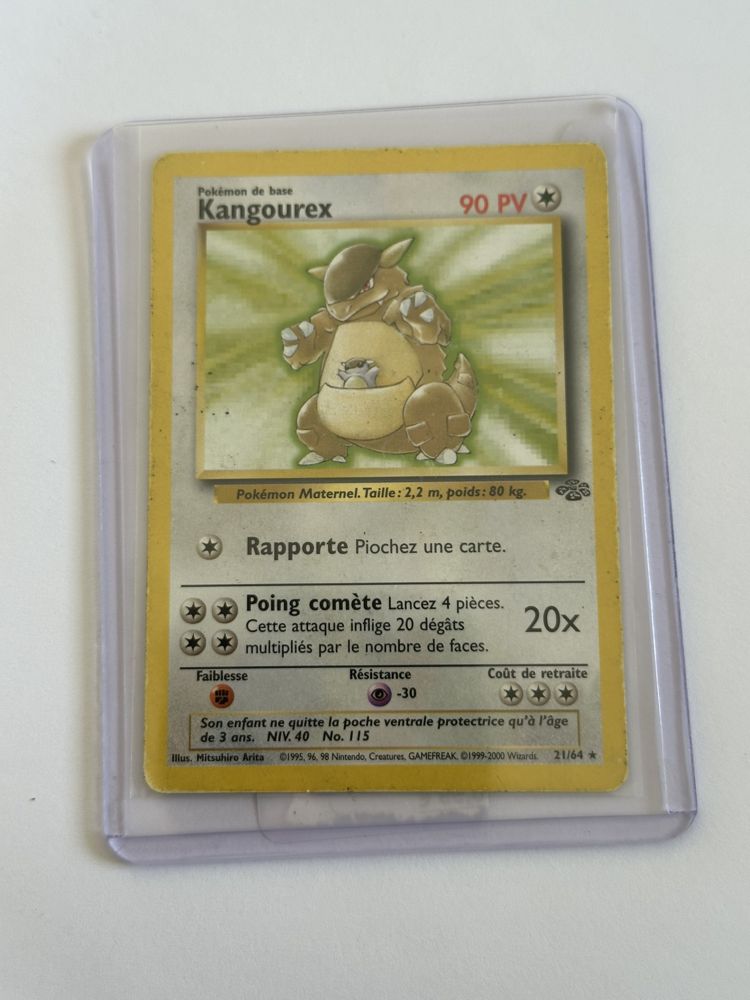 Pokémon de base
Kangourex 90 PV
Pokémon Maternel. Taille: 2,2 m, poids: 80 kg.
Rapporte Piochez une carte.
Poing comète Lancez 4 pièces.
Cette attaque inflige 20 dégâts
multipliés par le nombre de faces.
20x
Faiblesse Résistance Coût de retraite
-30
Son enfant ne quitte la poche ventrale protectrice qu'à l'âge
de 3 ans. NIV. 40 No. 115
Illus. Mitsuhiro Arita ©1995, 96, 98 Nintendo, Creatures, GAMEFREAK. ©1999-2000 Wizards. 21/64 ★